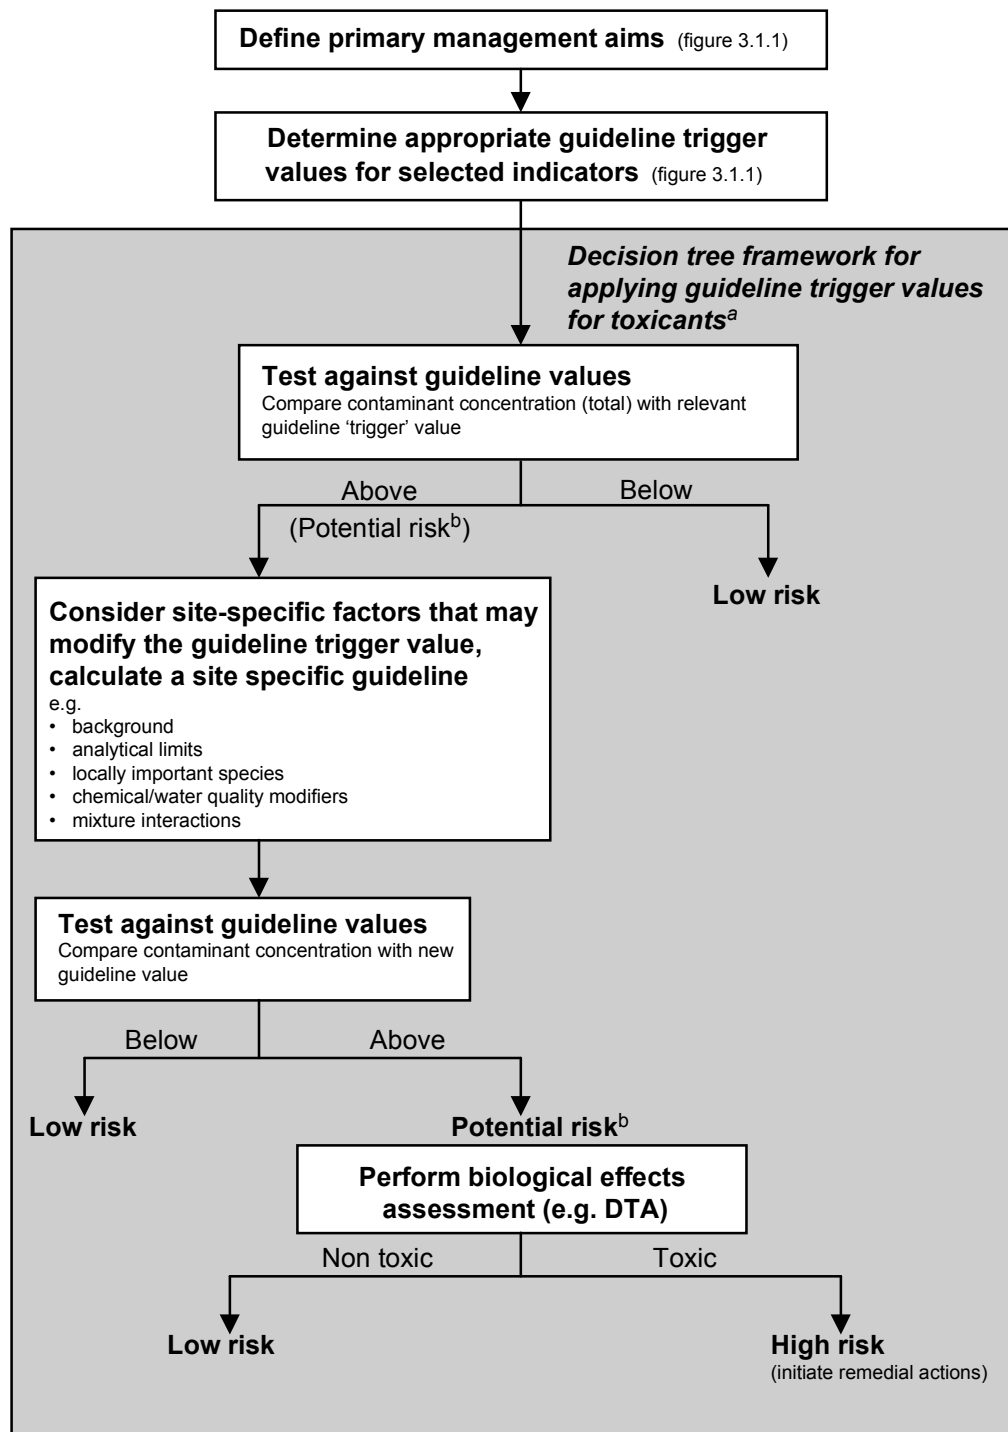 Define primary management aims (figure 3.1.1)
Determine appropriate guideline trigger
values for selected indicators (figure 3.1.1)
Decision tree framework for
applying guideline trigger values
for toxicantsᵃ
Test against guideline values
Compare contaminant concentration (total) with relevant
guideline ‘trigger’ value
Above
Below
(Potential riskᵇ)
Low risk
Consider site-specific factors that may
modify the guideline trigger value,
calculate a site specific guideline
e.g.
• background
• analytical limits
• locally important species
• chemical/water quality modifiers
• mixture interactions
Test against guideline values
Compare contaminant concentration with new
guideline value
Below
Above
Low risk
Potential riskᵇ
Perform biological effects
assessment (e.g. DTA)
Non toxic
Toxic
Low risk
High risk
(initiate remedial actions)